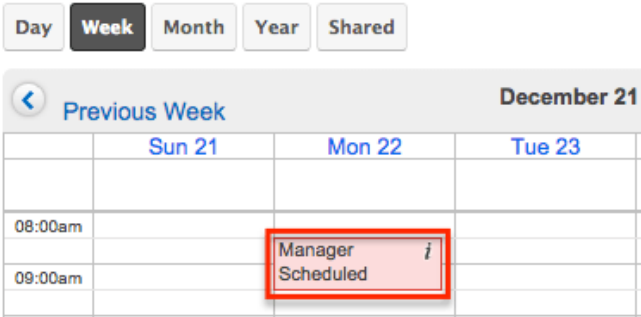 Day Week Month Year Shared
Previous Week December 21
Sun 21 Mon 22 Tue 23
08:00am
Manager i
Scheduled
09:00am